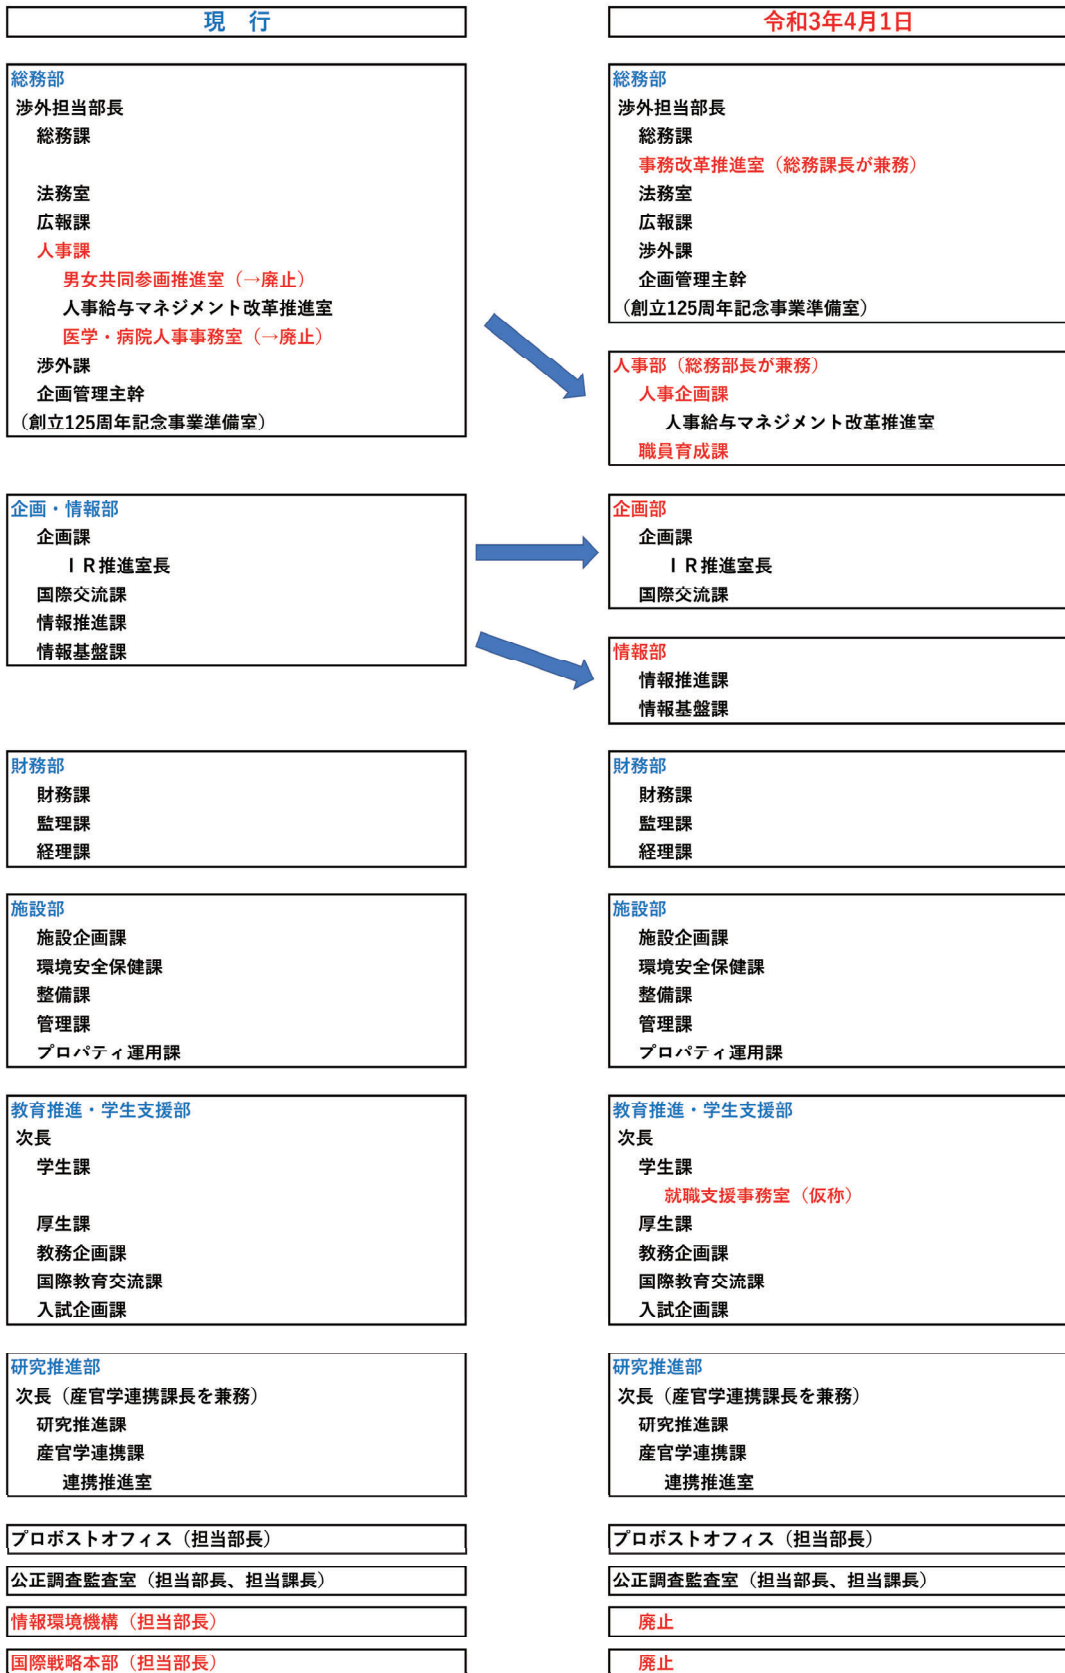 現　行
総務部
渉外担当部長
総務課
法務室
広報課
人事課
男女共同参画推進室（→廃止）
人事給与マネジメント改革推進室
医学・病院人事事務室（→廃止）
渉外課
企画管理主幹
（創立125周年記念事業準備室）
企画・情報部
企画課
ＩＲ推進室長
国際交流課
情報推進課
情報基盤課
財務部
財務課
監理課
経理課
施設部
施設企画課
環境安全保健課
整備課
管理課
プロパティ運用課
教育推進・学生支援部
次長
学生課
厚生課
教務企画課
国際教育交流課
入試企画課
研究推進部
次長（産官学連携課長を兼務）
研究推進課
産官学連携課
連携推進室
プロボストオフィス（担当部長）
公正調査監査室（担当部長、担当課長）
情報環境機構（担当部長）
国際戦略本部（担当部長）
令和3年4月1日
総務部
渉外担当部長
総務課
事務改革推進室（総務課長が兼務）
法務室
広報課
渉外課
企画管理主幹
（創立125周年記念事業準備室）
人事部（総務部長が兼務）
人事企画課
人事給与マネジメント改革推進室
職員育成課
企画部
企画課
ＩＲ推進室長
国際交流課
情報部
情報推進課
情報基盤課
財務部
財務課
監理課
経理課
施設部
施設企画課
環境安全保健課
整備課
管理課
プロパティ運用課
教育推進・学生支援部
次長
学生課
就職支援事務室（仮称）
厚生課
教務企画課
国際教育交流課
入試企画課
研究推進部
次長（産官学連携課長を兼務）
研究推進課
産官学連携課
連携推進室
プロボストオフィス（担当部長）
公正調査監査室（担当部長、担当課長）
廃止
廃止